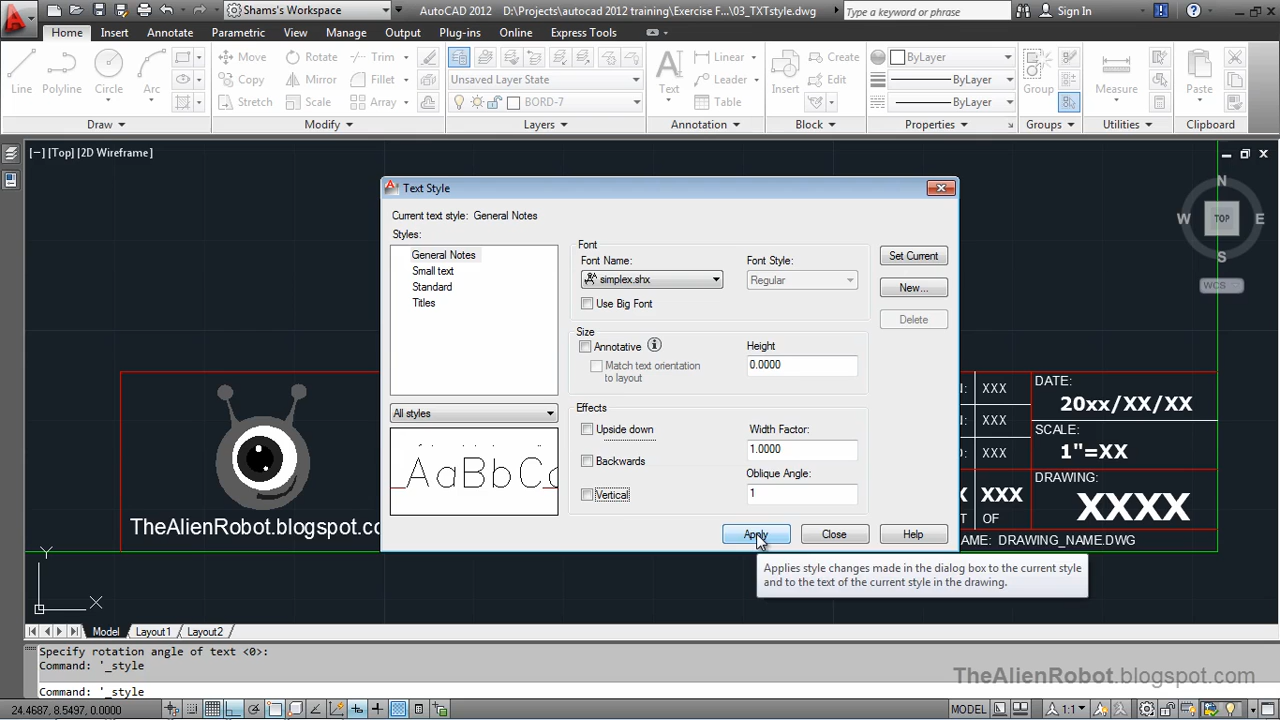 Shams's Workspace
AutoCAD 2012 D:\Projects\autocad 2012 training\Exercise F...\03_TXTstyle.dwg
Type a keyword or phrase
Sign In
Home Insert Annotate Parametric View Manage Output Plug-ins Online Express Tools
Line Polyline Circle Arc
Move Rotate Trim
Copy Mirror Fillet
Stretch Scale Array
Unsaved Layer State
BORD-7
Text
Linear
Leader
Table
Insert
Create
Edit
ByLayer
ByLayer
ByLayer
Group
Measure
Paste
Draw Modify Layers Annotation Block Properties Groups Utilities Clipboard
[−] [Top] [2D Wireframe]
N
W TOP E
S
WCS
Text Style
Current text style: General Notes
Styles:
General Notes
Small text
Standard
Titles
All styles
AaBb C
Font
Font Name:
simplex.shx
Use Big Font
Font Style:
Regular
Set Current
New...
Delete
Size
Annotative
Match text orientation
to layout
Height
0.0000
Effects
Upside down
Backwards
Vertical
Width Factor:
1.0000
Oblique Angle:
1
Apply Close Help
Applies style changes made in the dialog box to the current style
and to the text of the current style in the drawing.
TheAlienRobot.blogspot.co
N: XXX
XXX
XXX
XXX
OF
DATE:
20xx/XX/XX
SCALE:
1"=XX
DRAWING:
XXXX
AME: DRAWING_NAME.DWG
Y
X
Model Layout1 Layout2
Specify rotation angle of text <0>:
Command: '_style
Command: '_style
TheAlienRobot.blogspot.com
24.4687, 8.5497, 0.0000
MODEL
1:1